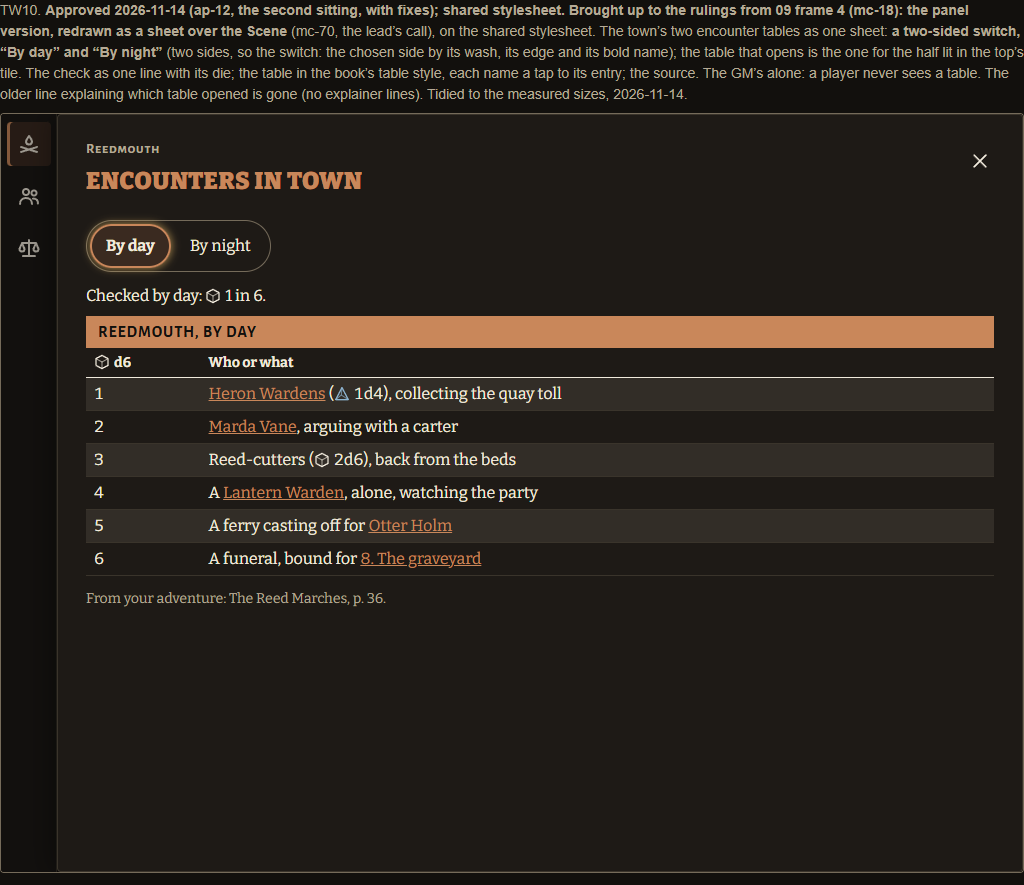 TW10. Approved 2026-11-14 (ap-12, the second sitting, with fixes); shared stylesheet. Brought up to the rulings from 09 frame 4 (mc-18): the panel
version, redrawn as a sheet over the Scene (mc-70, the lead’s call), on the shared stylesheet. The town’s two encounter tables as one sheet: a two-sided switch,
“By day” and “By night” (two sides, so the switch: the chosen side by its wash, its edge and its bold name); the table that opens is the one for the half lit in the top’s
tile. The check as one line with its die; the table in the book’s table style, each name a tap to its entry; the source. The GM’s alone: a player never sees a table. The
older line explaining which table opened is gone (no explainer lines). Tidied to the measured sizes, 2026-11-14.
REEDMOUTH
ENCOUNTERS IN TOWN
By day By night
Checked by day: 1 in 6.
REEDMOUTH, BY DAY
d6 Who or what
1 Heron Wardens (1d4), collecting the quay toll
2 Marda Vane, arguing with a carter
3 Reed-cutters (2d6), back from the beds
4 A Lantern Warden, alone, watching the party
5 A ferry casting off for Otter Holm
6 A funeral, bound for 8. The graveyard
From your adventure: The Reed Marches, p. 36.